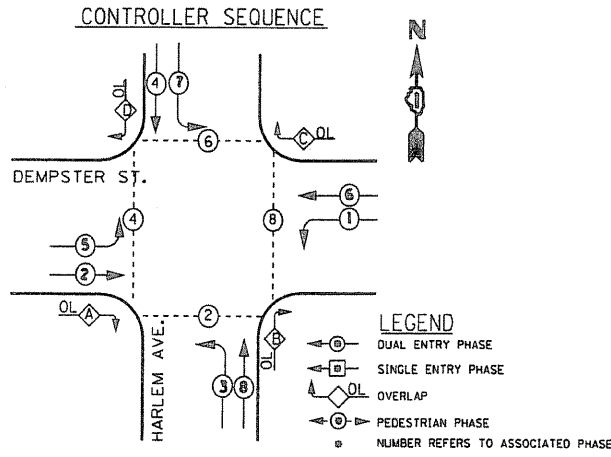 CONTROLLER SEQUENCE
N
OL
D
4
7
6
C
OL
DEMPSTER ST.
6
1
4
8
5
2
OL
A
2
B
OL
HARLEM AVE.
3
8
LEGEND
DUAL ENTRY PHASE
SINGLE ENTRY PHASE
OL
OVERLAP
PEDESTRIAN PHASE
NUMBER REFERS TO ASSOCIATED PHASE